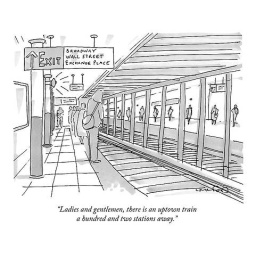 EXIT
BROADWAY
WALL STREET
EXCHANGE PLACE
"Ladies and gentlemen, there is an uptown train
a hundred and two stations away."